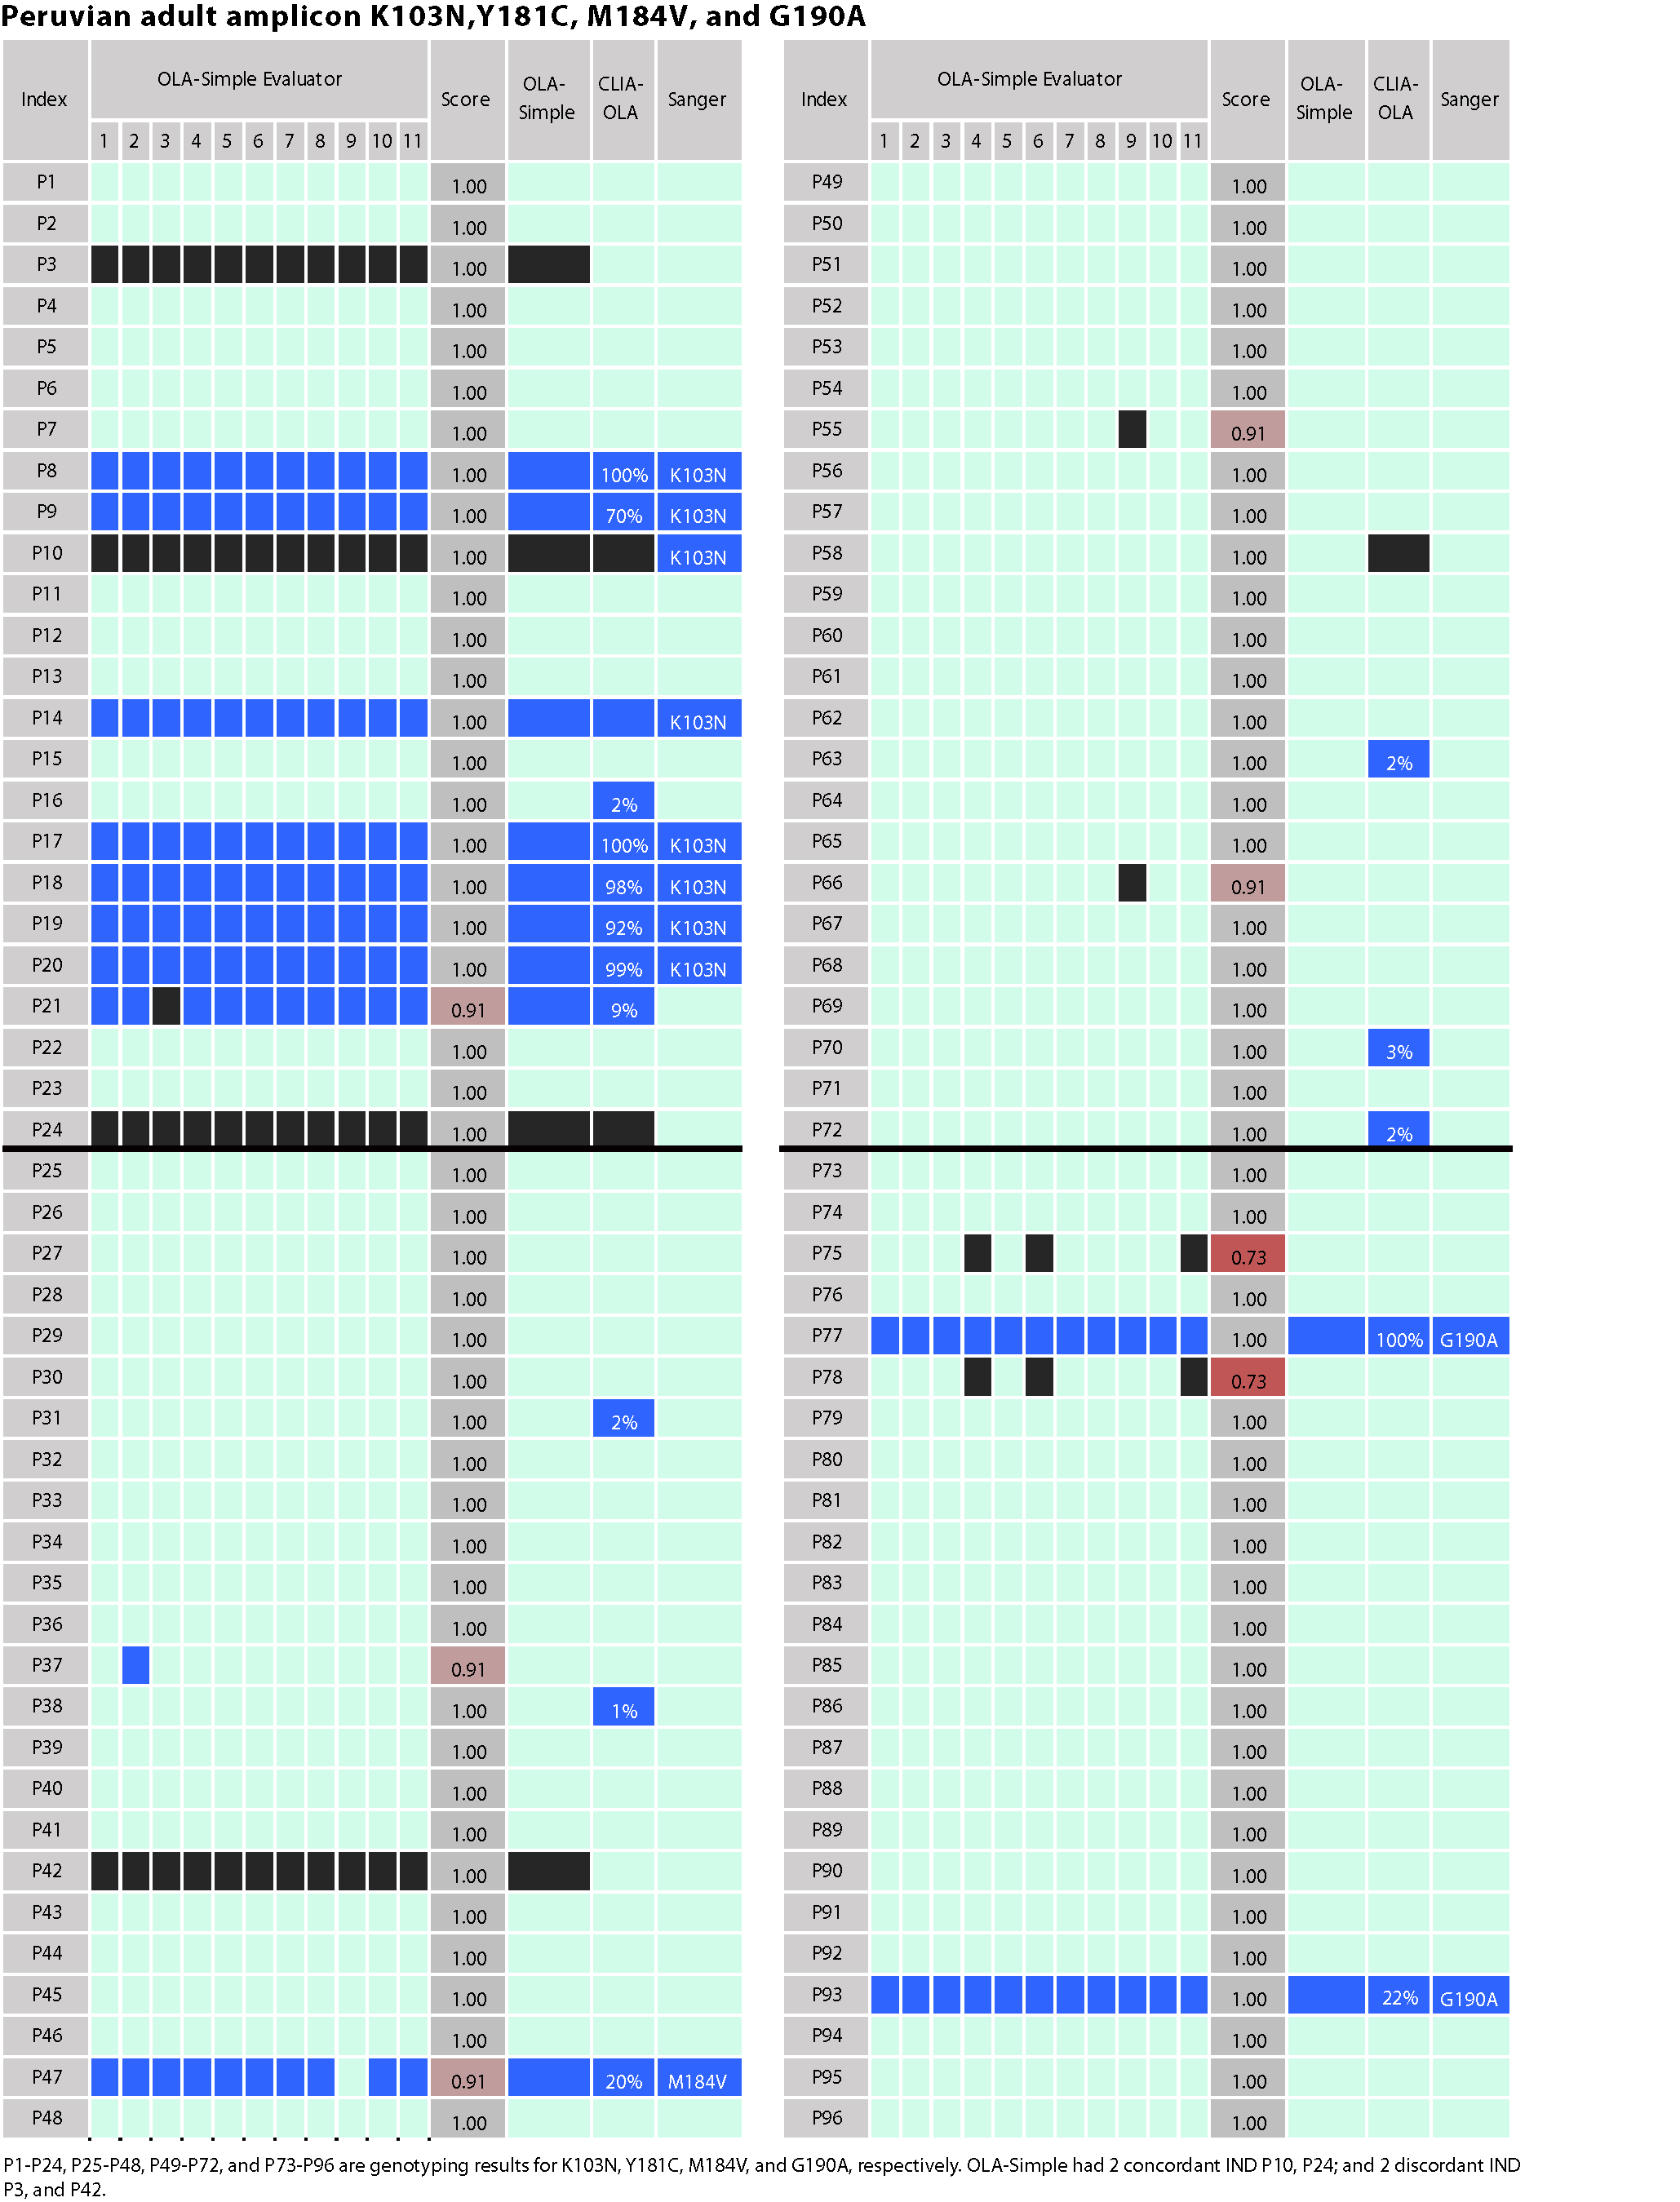 Peruvian adult amplicon K103N,Y181C, M184V, and G190A
Index OLA-Simple Evaluator Score OLA-Simple CLIA-OLA Sanger
1 2 3 4 5 6 7 8 9 10 11
P1 1.00
P2 1.00
P3 1.00
P4 1.00
P5 1.00
P6 1.00
P7 1.00
P8 1.00 100% K103N
P9 1.00 70% K103N
P10 1.00 K103N
P11 1.00
P12 1.00
P13 1.00
P14 1.00 K103N
P15 1.00
P16 1.00 2%
P17 1.00 100% K103N
P18 1.00 98% K103N
P19 1.00 92% K103N
P20 1.00 99% K103N
P21 0.91 9%
P22 1.00
P23 1.00
P24 1.00
P25 1.00
P26 1.00
P27 1.00
P28 1.00
P29 1.00
P30 1.00
P31 1.00 2%
P32 1.00
P33 1.00
P34 1.00
P35 1.00
P36 1.00
P37 0.91
P38 1.00 1%
P39 1.00
P40 1.00
P41 1.00
P42 1.00
P43 1.00
P44 1.00
P45 1.00
P46 1.00
P47 0.91 20% M184V
P48 1.00
Index OLA-Simple Evaluator Score OLA-Simple CLIA-OLA Sanger
1 2 3 4 5 6 7 8 9 10 11
P49 1.00
P50 1.00
P51 1.00
P52 1.00
P53 1.00
P54 1.00
P55 0.91
P56 1.00
P57 1.00
P58 1.00
P59 1.00
P60 1.00
P61 1.00
P62 1.00
P63 1.00 2%
P64 1.00
P65 1.00
P66 0.91
P67 1.00
P68 1.00
P69 1.00
P70 1.00 3%
P71 1.00
P72 1.00 2%
P73 1.00
P74 1.00
P75 0.73
P76 1.00
P77 1.00 100% G190A
P78 0.73
P79 1.00
P80 1.00
P81 1.00
P82 1.00
P83 1.00
P84 1.00
P85 1.00
P86 1.00
P87 1.00
P88 1.00
P89 1.00
P90 1.00
P91 1.00
P92 1.00
P93 1.00 22% G190A
P94 1.00
P95 1.00
P96 1.00
P1-P24, P25-P48, P49-P72, and P73-P96 are genotyping results for K103N, Y181C, M184V, and G190A, respectively. OLA-Simple had 2 concordant IND P10, P24; and 2 discordant IND
P3, and P42.